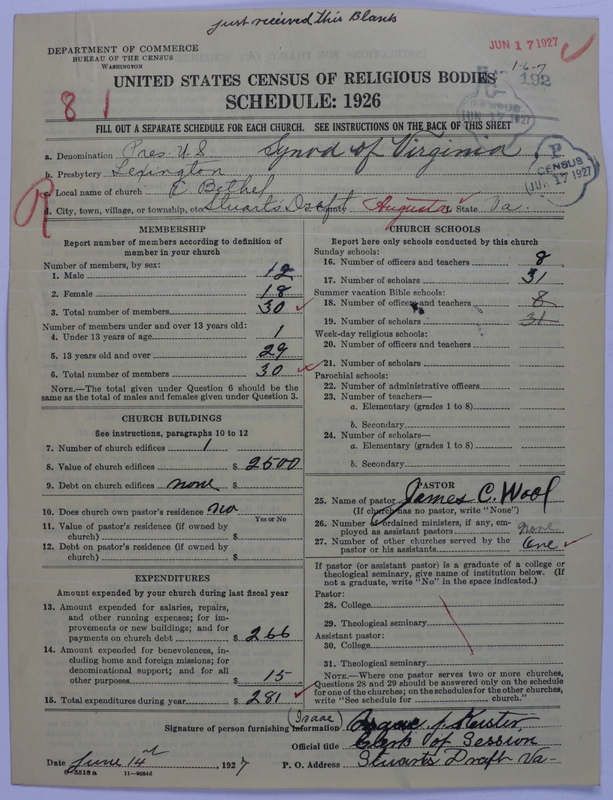 Just received this Blank
DEPARTMENT OF COMMERCE
BUREAU OF THE CENSUS
WASHINGTON
JUN 17 1927
1-6-7
192
UNITED STATES CENSUS OF RELIGIOUS BODIES
SCHEDULE: 1926
81
CENSUS JUN 17 1927
FILL OUT A SEPARATE SCHEDULE FOR EACH CHURCH. SEE INSTRUCTIONS ON THE BACK OF THIS SHEET
a. Denomination Pres. U.S. Synod of Virginia
b. Presbytery Lexington
P CENSUS JUN 17 1927
c. Local name of church E Bethel
R
d. City, town, village, or township, etc. Stuarts Draft County Augusta State Va.
MEMBERSHIP
Report number of members according to definition of
member in your church
Number of members, by sex:
1. Male 12
2. Female 18
3. Total number of members 30
Number of members under and over 13 years old:
4. Under 13 years of age 1
5. 13 years old and over 29
6. Total number of members 30
NOTE.—The total given under Question 6 should be the
same as the total of males and females given under Question 3.
CHURCH BUILDINGS
See instructions, paragraphs 10 to 12
7. Number of church edifices 1
8. Value of church edifices $ 2500
9. Debt on church edifices none $
10. Does church own pastor's residence no
Yes or No
11. Value of pastor's residence (if owned by
church) $
12. Debt on pastor's residence (if owned by
church) $
EXPENDITURES
Amount expended by your church during last fiscal year
13. Amount expended for salaries, repairs,
and other running expenses; for im-
provements or new buildings; and for
payments on church debt $ 266
14. Amount expended for benevolences, in-
cluding home and foreign missions; for
denominational support; and for all
other purposes $ 15
15. Total expenditures during year $ 281
CHURCH SCHOOLS
Report here only schools conducted by this church
Sunday schools:
16. Number of officers and teachers 8
17. Number of scholars 31
Summer vacation Bible schools:
18. Number of officers and teachers 8
19. Number of scholars 31
Week-day religious schools:
20. Number of officers and teachers
21. Number of scholars
Parochial schools:
22. Number of administrative officers
23. Number of teachers—
a. Elementary (grades 1 to 8)
b. Secondary
24. Number of scholars—
a. Elementary (grades 1 to 8)
b. Secondary
PASTOR
25. Name of pastor James C. Wool
(If church has no pastor, write "None")
26. Number of ordained ministers, if any, em-
ployed as assistant pastors none
27. Number of other churches served by the
pastor or his assistants One
If pastor (or assistant pastor) is a graduate of a college or
theological seminary, give name of institution below. (If
not a graduate, write "No" in the space indicated.)
Pastor:
28. College
29. Theological seminary
Assistant pastor:
30. College
31. Theological seminary
NOTE.—Where one pastor serves two or more churches,
Questions 28 and 29 should be answered only on the schedule
for one of the churches; on the schedules for the other churches,
write "See schedule for church."
(Isaac)
Signature of person furnishing information Isaac J. Keister
Official title Clerk of Session
Date June 14th, 1927 P. O. Address Stuarts Draft Va-
11-9064d